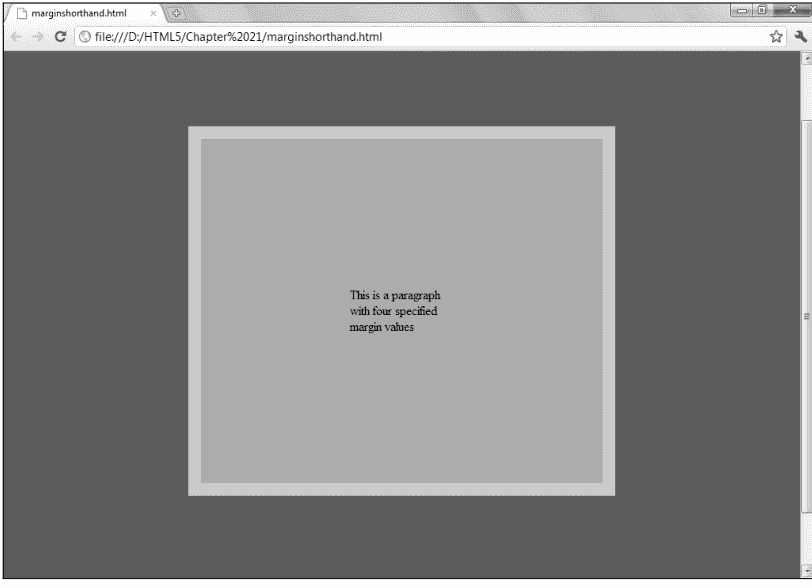 marginshorthand.html
file:///D:/HTML5/Chapter%2021/marginshorthand.html
This is a paragraph
with four specified
margin values